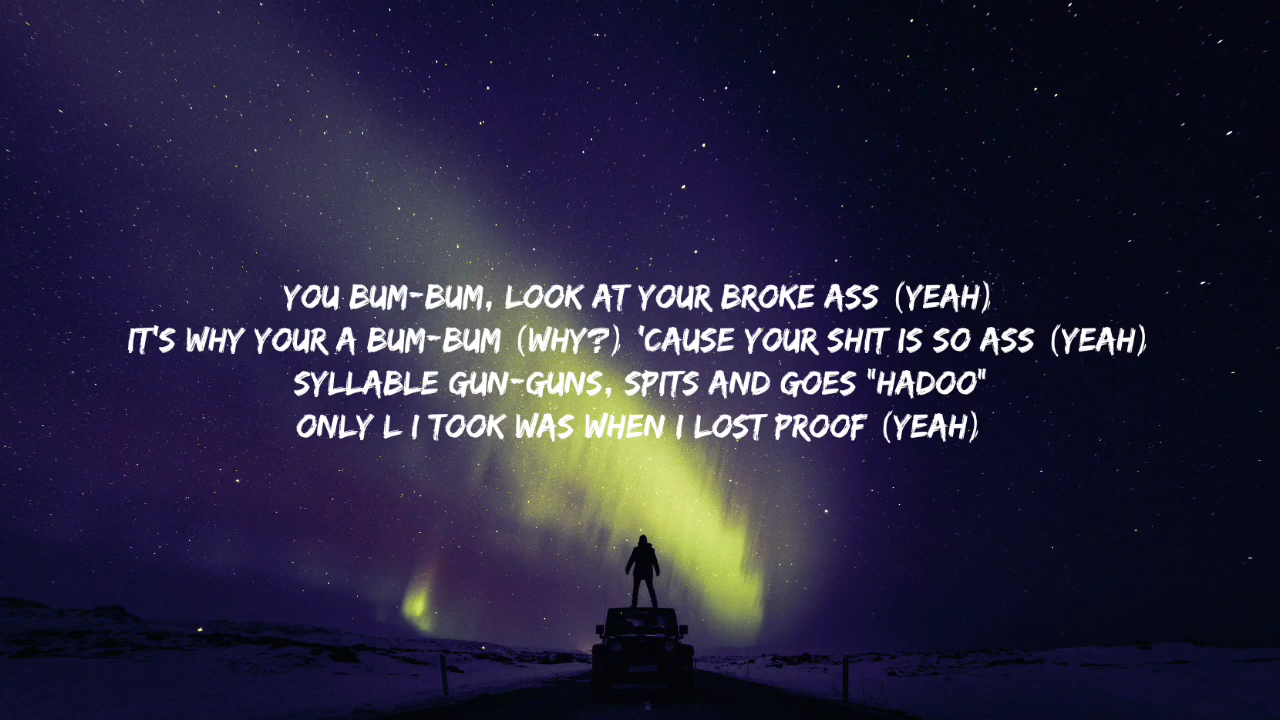 YOU BUM-BUM, LOOK AT YOUR BROKE ASS (YEAH)
IT'S WHY YOUR A BUM-BUM (WHY?) 'CAUSE YOUR SHIT IS SO ASS (YEAH)
SYLLABLE GUN-GUNS, SPITS AND GOES "HADOO"
ONLY L I TOOK WAS WHEN I LOST PROOF (YEAH)